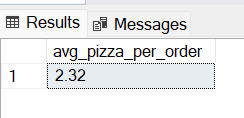 Results Messages
avg_pizza_per_order
1 2.32